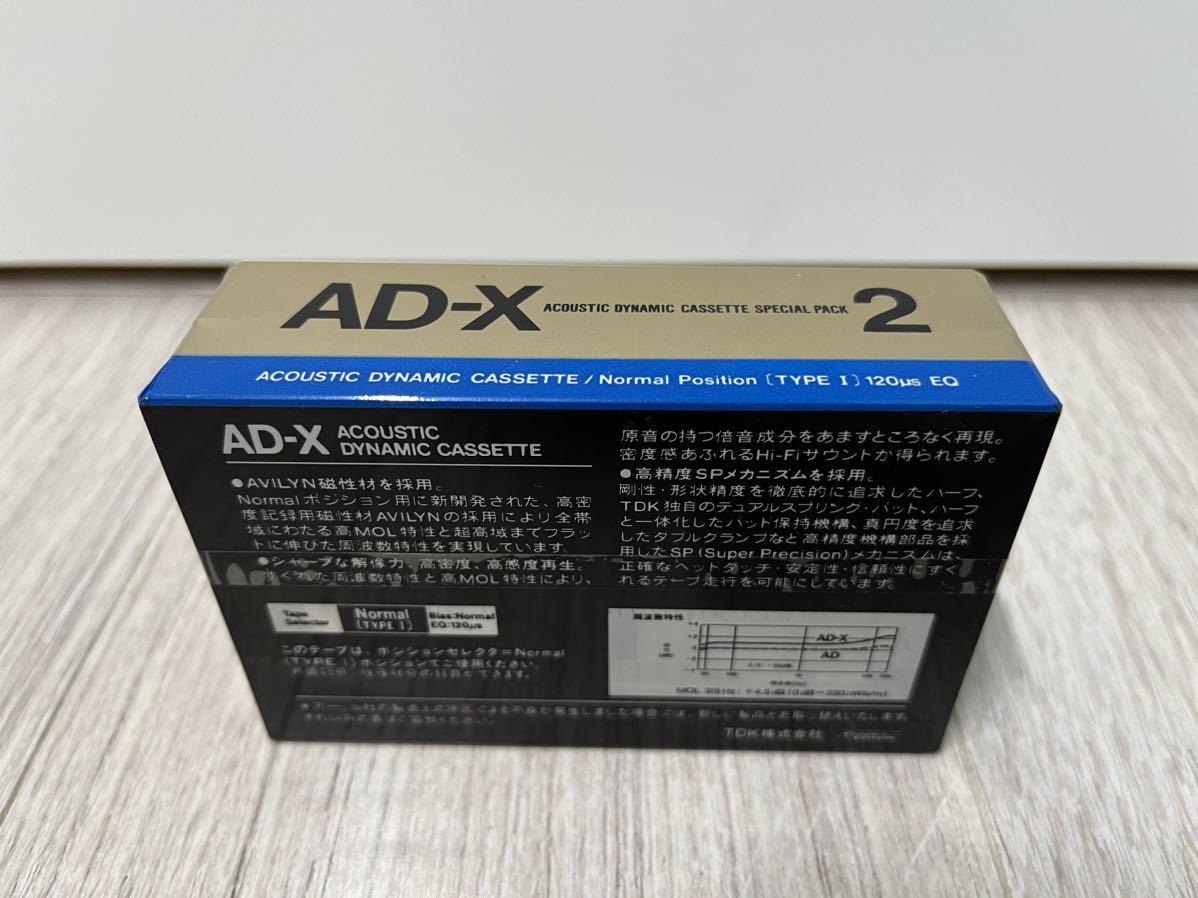 AD-X ACOUSTIC DYNAMIC CASSETTE SPECIAL PACK 2
ACOUSTIC DYNAMIC CASSETTE / Normal Position [TYPE I] 120μs EQ
AD-X ACOUSTIC
DYNAMIC CASSETTE
●AVILYN磁性材を採用。
Normalポジション用に新開発された、高密
度記録用磁性材AVILYNの採用により全帯
域にわたる高MOL特性と超高域までフラッ
トに伸びた周波数特性を実現しています。
●シャープな解像力、高密度、高感度再生。
すぐれた周波数特性と高MOL特性により、
原音の持つ倍音成分をあますところなく再現。
密度感あふれるHi-Fiサウンドが得られます。
●高精度SPメカニズムを採用。
剛性・形状精度を徹底的に追求したハーフ、
TDK独自のデュアルスプリング・パット、ハーフ
と一体化したパット保持機構、真円度を追求
したダブルクランプなど高精度機構部品を採
用したSP(Super Precision)メカニズムは、
正確なヘッドタッチ・安定性・信頼性にすぐ
れるテープ走行を可能にしています。
Tape
Selector
Normal
[TYPE I]
Bias:Normal
EQ:120μs
このテープは、ポジションセレクター=Normal
(TYPE I)ポジションでご使用ください。
周波数特性
AD-X
AD
MOL 315Hz: +4.5dB (0dB=250nWb/m)
TDK株式会社